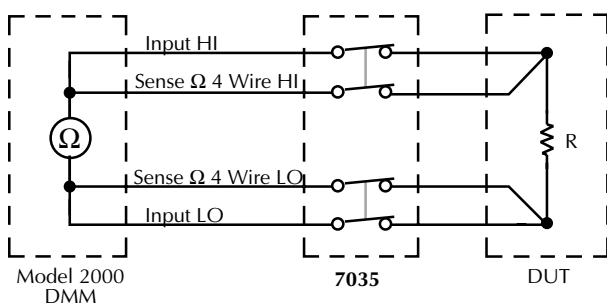 Input HI
Sense Ω 4 Wire HI
Ω
R
Sense Ω 4 Wire LO
Input LO
Model 2000
DMM
7035
DUT